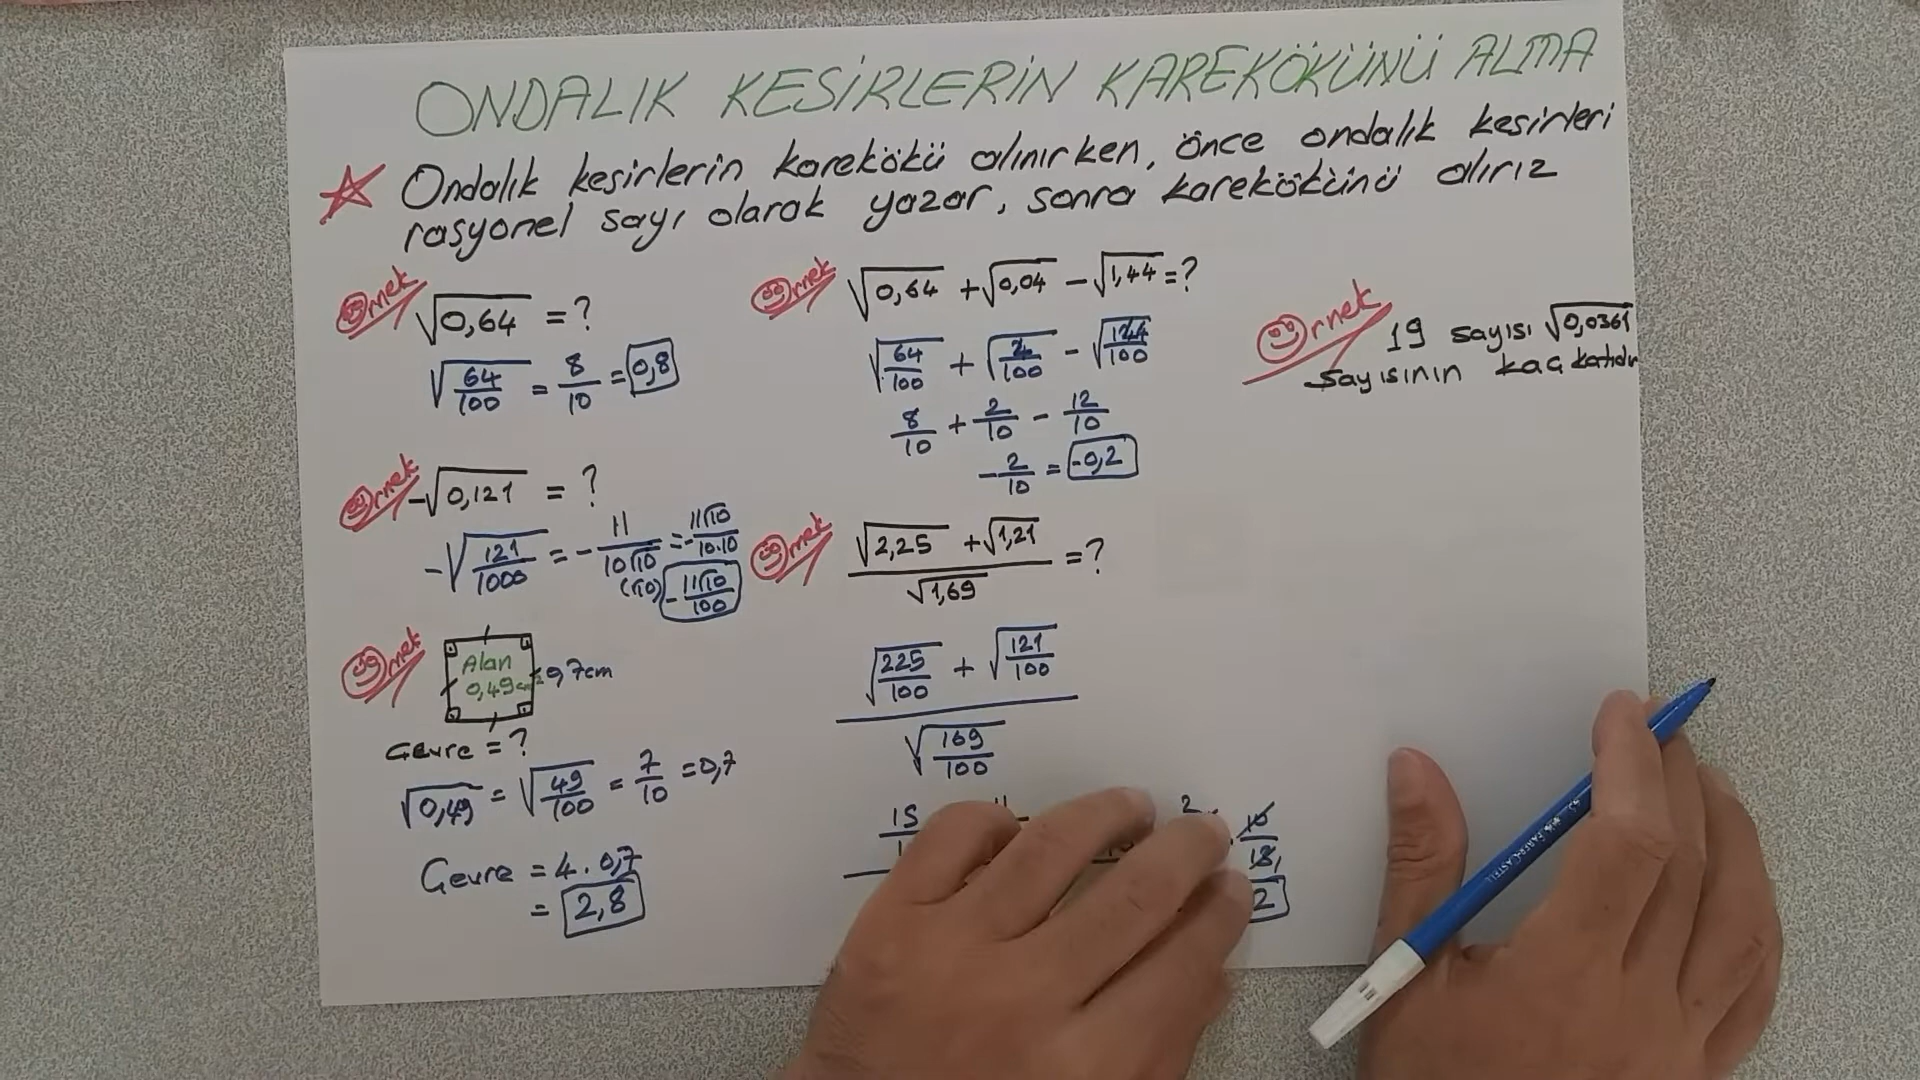 ONDALIK KESİRLERİN KAREKÖKÜNÜ ALMA
Ondalık kesirlerin karekökü alınırken, önce ondalık kesirleri
rasyonel sayı olarak yazar, sonra karekökünü alırız
Örnek √0,64 = ?
√64/100 = 8/10 = 0,8
Örnek -√0,121 = ?
-√121/1000 = -11/10√10 = -11√10/10.10
(√10) -11√10/100
Örnek Alan
0,49 0,7cm
Çevre = ?
√0,49 = √49/100 = 7/10 = 0,7
Çevre = 4.0,7
= 2,8
Örnek √0,64 + √0,04 - √1,44 = ?
√64/100 + √4/100 - √144/100
8/10 + 2/10 - 12/10
-2/10 = -0,2
Örnek √2,25 + √1,21
√1,69 = ?
√225/100 + √121/100
√169/100
15
2
Örnek 19 sayısı √0,0361
sayısının kaç katıdır